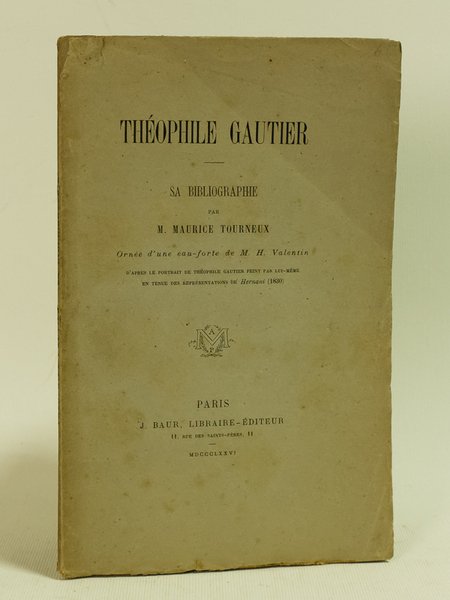 THÉOPHILE GAUTIER
SA BIBLIOGRAPHIE
PAR
M. MAURICE TOURNEUX
Ornée d'une eau-forte de M. H. Valentin
D'APRÈS LE PORTRAIT DE THÉOPHILE GAUTIER PEINT PAR LUI-MÊME
EN TENUE DES REPRÉSENTATIONS DE Hernani (1830)
PARIS
J. BAUR, LIBRAIRE-ÉDITEUR
11, RUE DES SAINTS-PÈRES, 11
MDCCCLXXVI